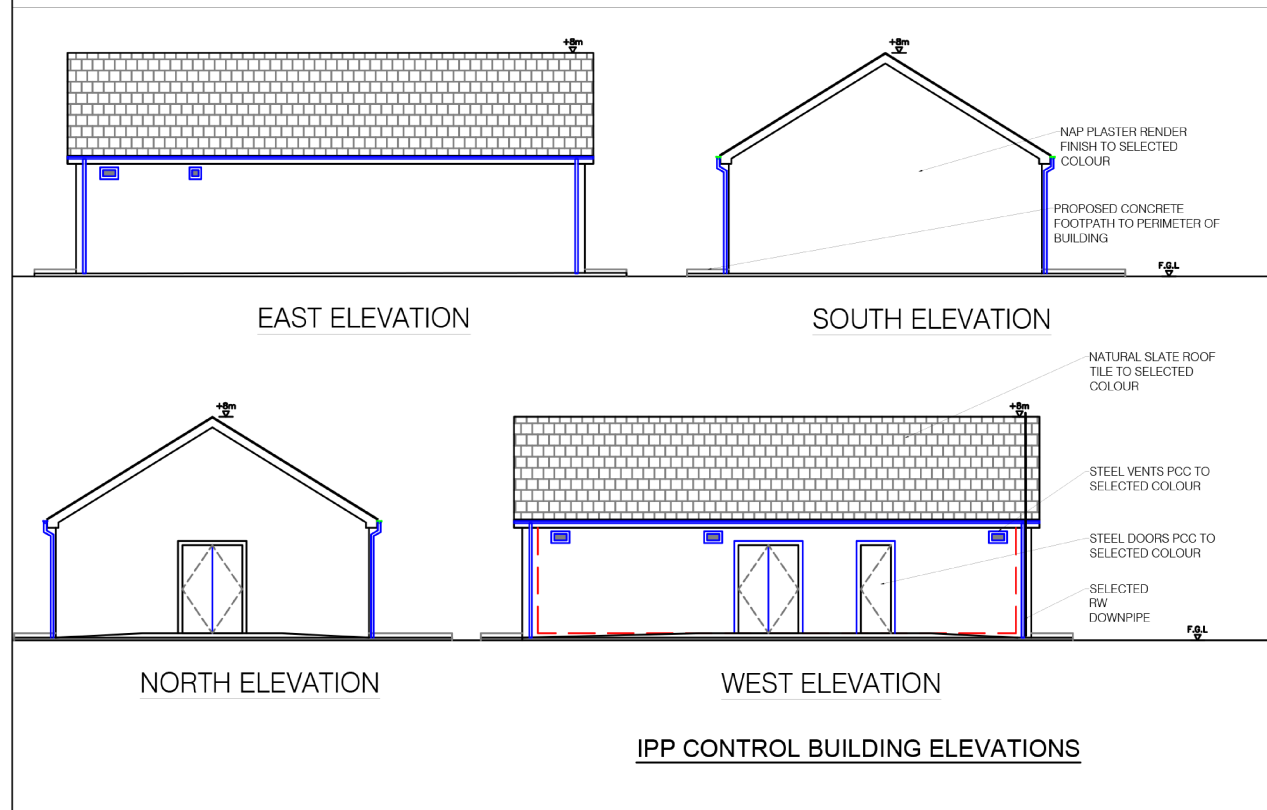 +8m
+8m
NAP PLASTER RENDER
FINISH TO SELECTED
COLOUR
PROPOSED CONCRETE
FOOTPATH TO PERIMETER OF
BUILDING
F.G.L
EAST ELEVATION
SOUTH ELEVATION
NATURAL SLATE ROOF
TILE TO SELECTED
COLOUR
+8m
+8m
STEEL VENTS PCC TO
SELECTED COLOUR
STEEL DOORS PCC TO
SELECTED COLOUR
SELECTED
RW
DOWNPIPE
F.G.L
NORTH ELEVATION
WEST ELEVATION
IPP CONTROL BUILDING ELEVATIONS